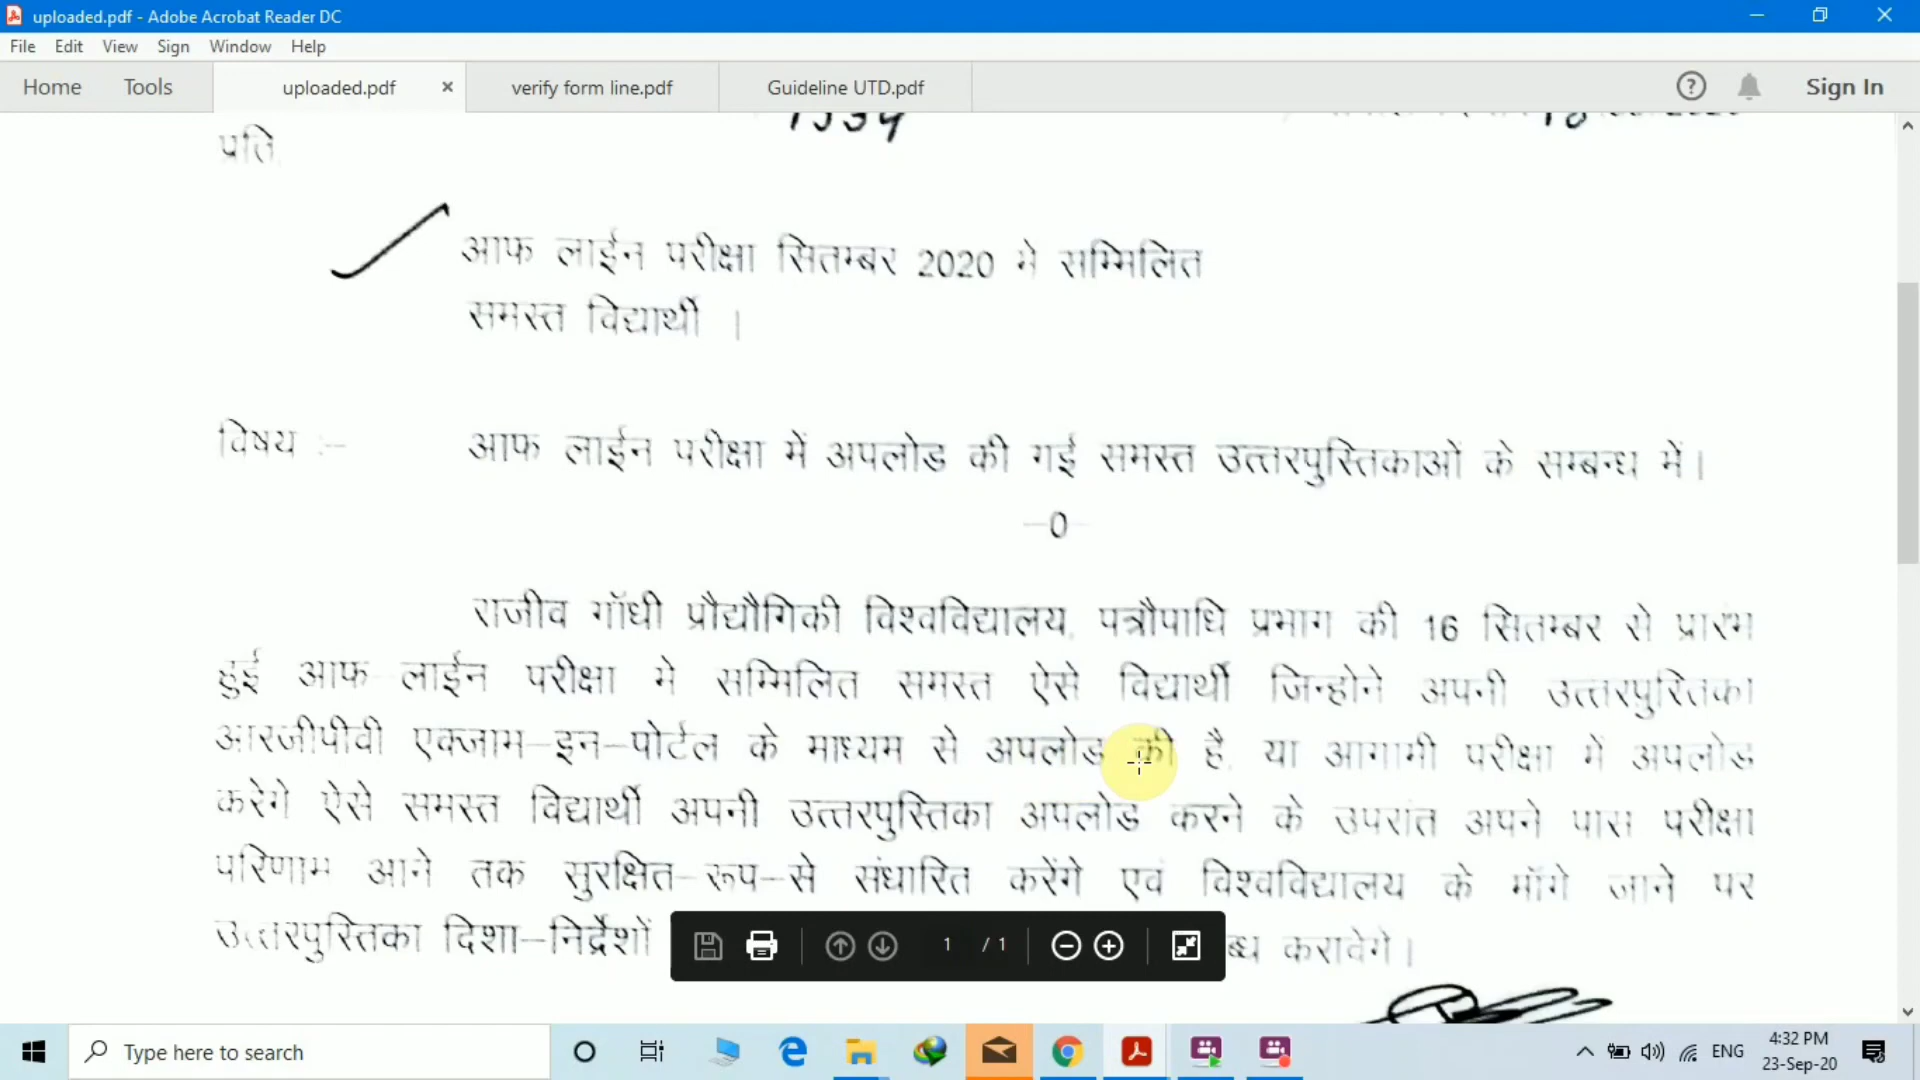 uploaded.pdf - Adobe Acrobat Reader DC
File Edit View Sign Window Help
Home Tools uploaded.pdf × verify form line.pdf Guideline UTD.pdf ? Sign In
प्रति,
आफ लाईन परीक्षा सितम्बर 2020 मे सम्मिलित
समस्त विद्यार्थी ।
विषय :–
आफ लाईन परीक्षा में अपलोड की गई समस्त उत्तरपुस्तिकाओं के सम्बन्ध में।
–0–
राजीव गॉधी प्रौद्यौगिकी विश्वविद्यालय, पत्रौपाधि प्रभाग की 16 सितम्बर से प्रारंभ
हुई आफ लाईन परीक्षा मे सम्मिलित समस्त ऐसे विद्यार्थी जिन्होने अपनी उत्तरपुस्तिका
आरजीपीवी एक्जाम–इन–पोर्टल के माध्यम से अपलोड की है, या आगामी परीक्षा में अपलोड
करेगे ऐसे समस्त विद्यार्थी अपनी उत्तरपुस्तिका अपलोड करने के उपरांत अपने पास परीक्षा
परिणाम आने तक सुरक्षित–रूप–से संधारित करेंगे एवं विश्वविद्यालय के मॉगे जाने पर
उत्तरपुस्तिका दिशा–निर्देशों ब्ध करावेगे।
1 / 1
Type here to search
ENG
4:32 PM
23-Sep-20